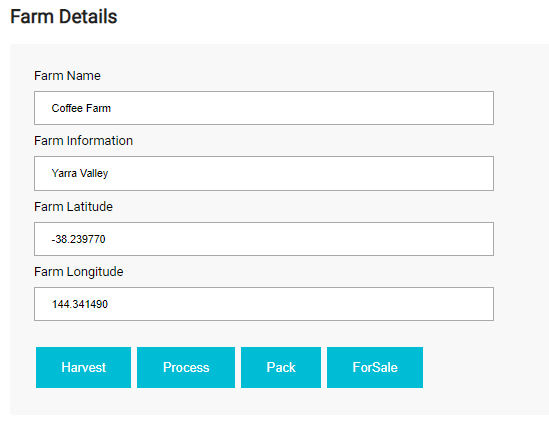 Farm Details
Farm Name
Coffee Farm
Farm Information
Yarra Valley
Farm Latitude
-38.239770
Farm Longitude
144.341490
Harvest Process Pack ForSale